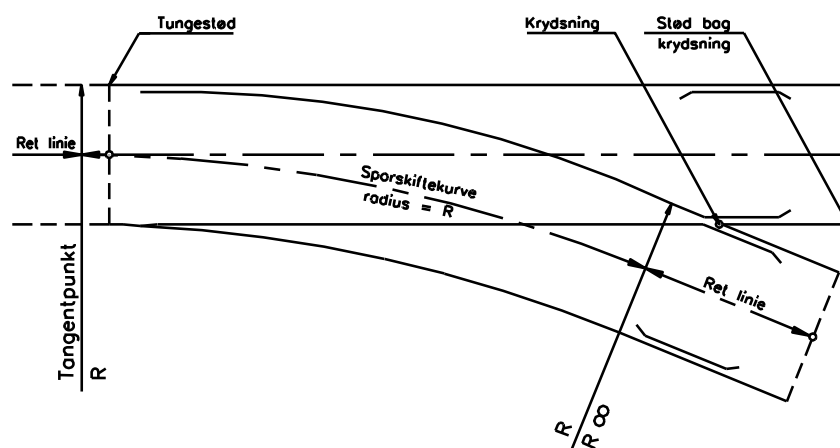 Tungestød
Krydsning
Stød bag
krydsning
Ret linie
Sporskiftekurve
radius = R
Ret linie
Tangentpunkt
R
R
R ∞